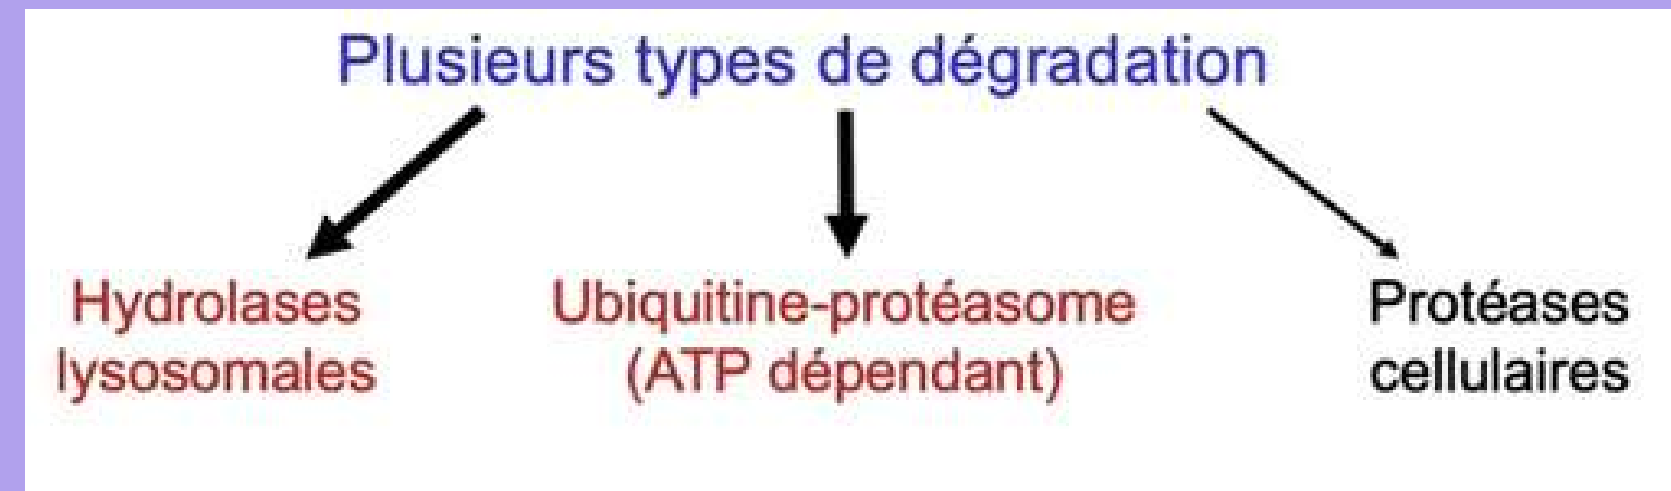 Plusieurs types de dégradation
Hydrolases
lysosomales
Ubiquitine-protéasome
(ATP dépendant)
Protéases
cellulaires